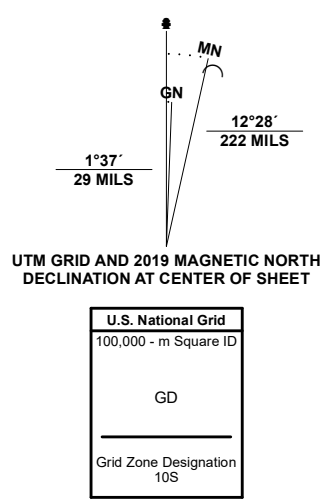 MN
GN
12°28´
222 MILS
1°37´
29 MILS
UTM GRID AND 2019 MAGNETIC NORTH
DECLINATION AT CENTER OF SHEET
U.S. National Grid
100,000 - m Square ID
GD
Grid Zone Designation
10S